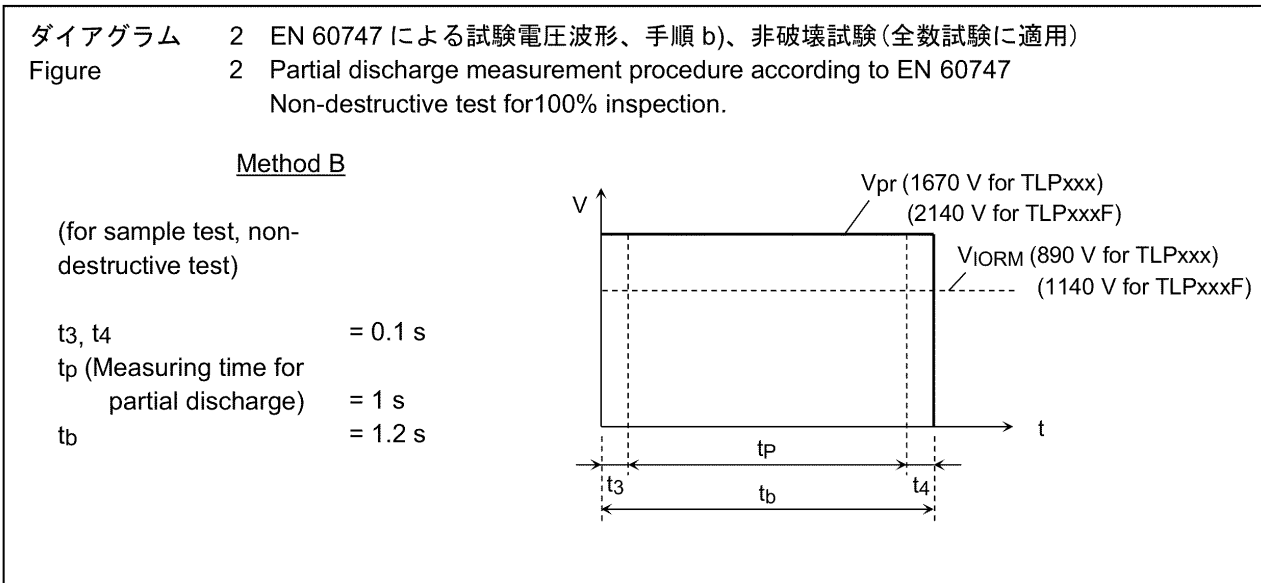 ダイアグラム 2 EN 60747 による試験電圧波形、手順 b)、非破壊試験(全数試験に適用)
Figure 2 Partial discharge measurement procedure according to EN 60747
Non-destructive test for100% inspection.
Method B
(for sample test, non-
destructive test)
t3, t4 = 0.1 s
tp (Measuring time for
partial discharge) = 1 s
tb = 1.2 s
V
Vpr (1670 V for TLPxxx)
(2140 V for TLPxxxF)
VIORM (890 V for TLPxxx)
(1140 V for TLPxxxF)
t
tP
t3
t4
tb